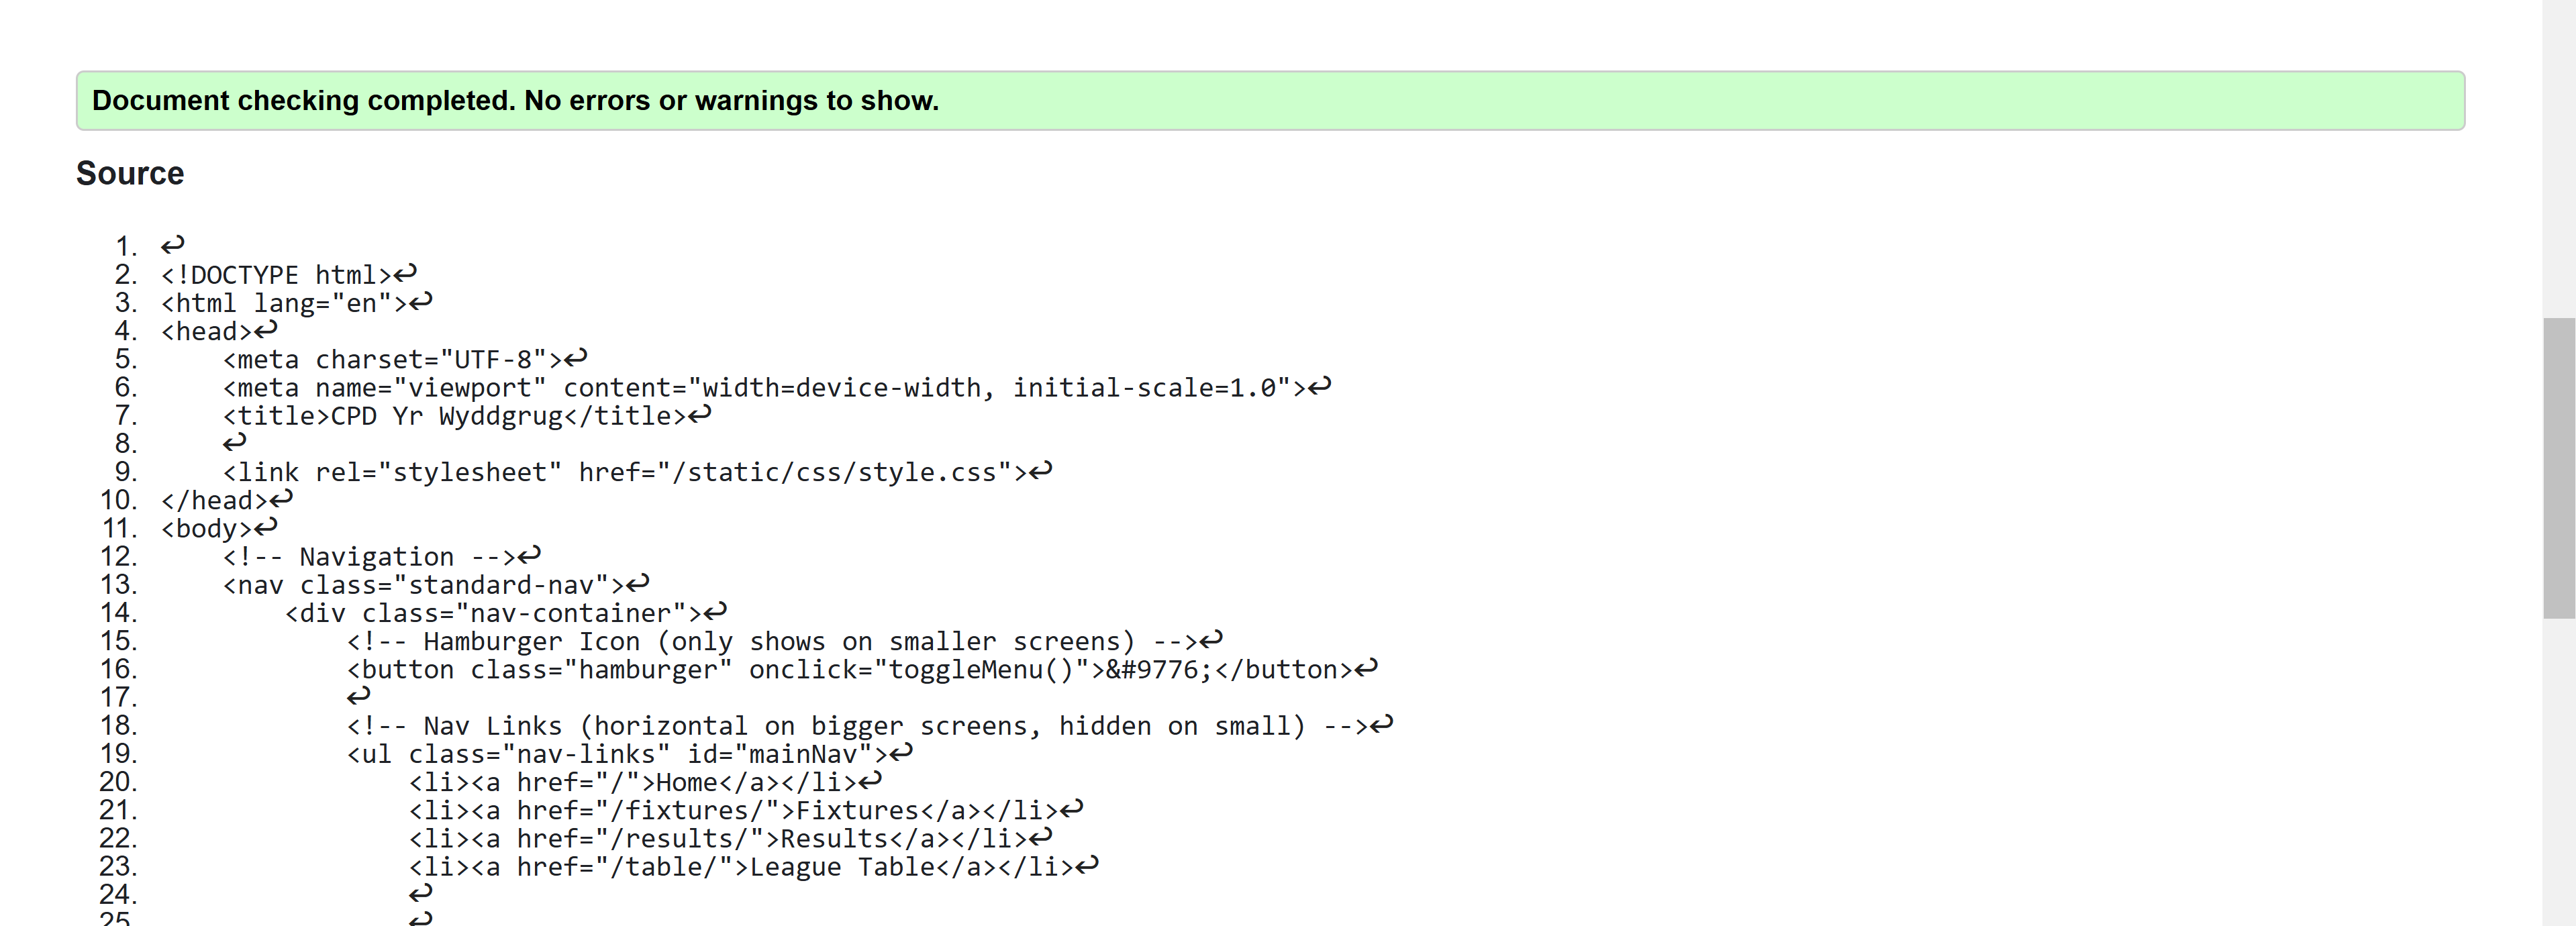 Document checking completed. No errors or warnings to show.
Source
1. ↩
2. <!DOCTYPE html>↩
3. <html lang="en">↩
4. <head>↩
5.     <meta charset="UTF-8">↩
6.     <meta name="viewport" content="width=device-width, initial-scale=1.0">↩
7.     <title>CPD Yr Wyddgrug</title>↩
8.     ↩
9.     <link rel="stylesheet" href="/static/css/style.css">↩
10. </head>↩
11. <body>↩
12.     <!-- Navigation -->↩
13.     <nav class="standard-nav">↩
14.         <div class="nav-container">↩
15.             <!-- Hamburger Icon (only shows on smaller screens) -->↩
16.             <button class="hamburger" onclick="toggleMenu()">&#9776;</button>↩
17.             ↩
18.             <!-- Nav Links (horizontal on bigger screens, hidden on small) -->↩
19.             <ul class="nav-links" id="mainNav">↩
20.                 <li><a href="/">Home</a></li>↩
21.                 <li><a href="/fixtures/">Fixtures</a></li>↩
22.                 <li><a href="/results/">Results</a></li>↩
23.                 <li><a href="/table/">League Table</a></li>↩
24.                 ↩
25.                 ↩